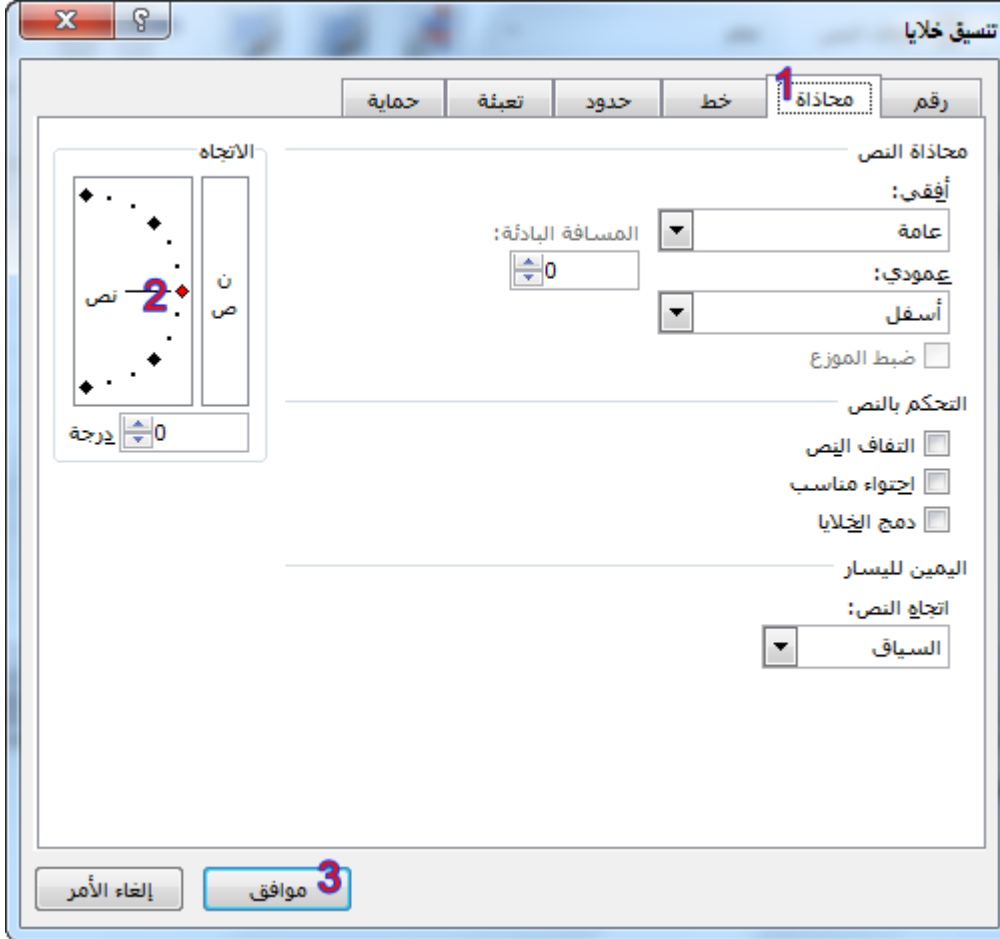 تنسيق خلايا
رقم
1 محاذاة
خط
حدود
تعبئة
حماية
محاذاة النص
أفقي:
عامة
المسافة البادئة:
0
عمودي:
أسفل
ضبط الموزع
التحكم بالنص
التفاف النص
احتواء مناسب
دمج الخلايا
اليمين لليسار
اتجاه النص:
السياق
الاتجاه
ن
ص
2 نص
0 درجة
موافق 3
إلغاء الأمر